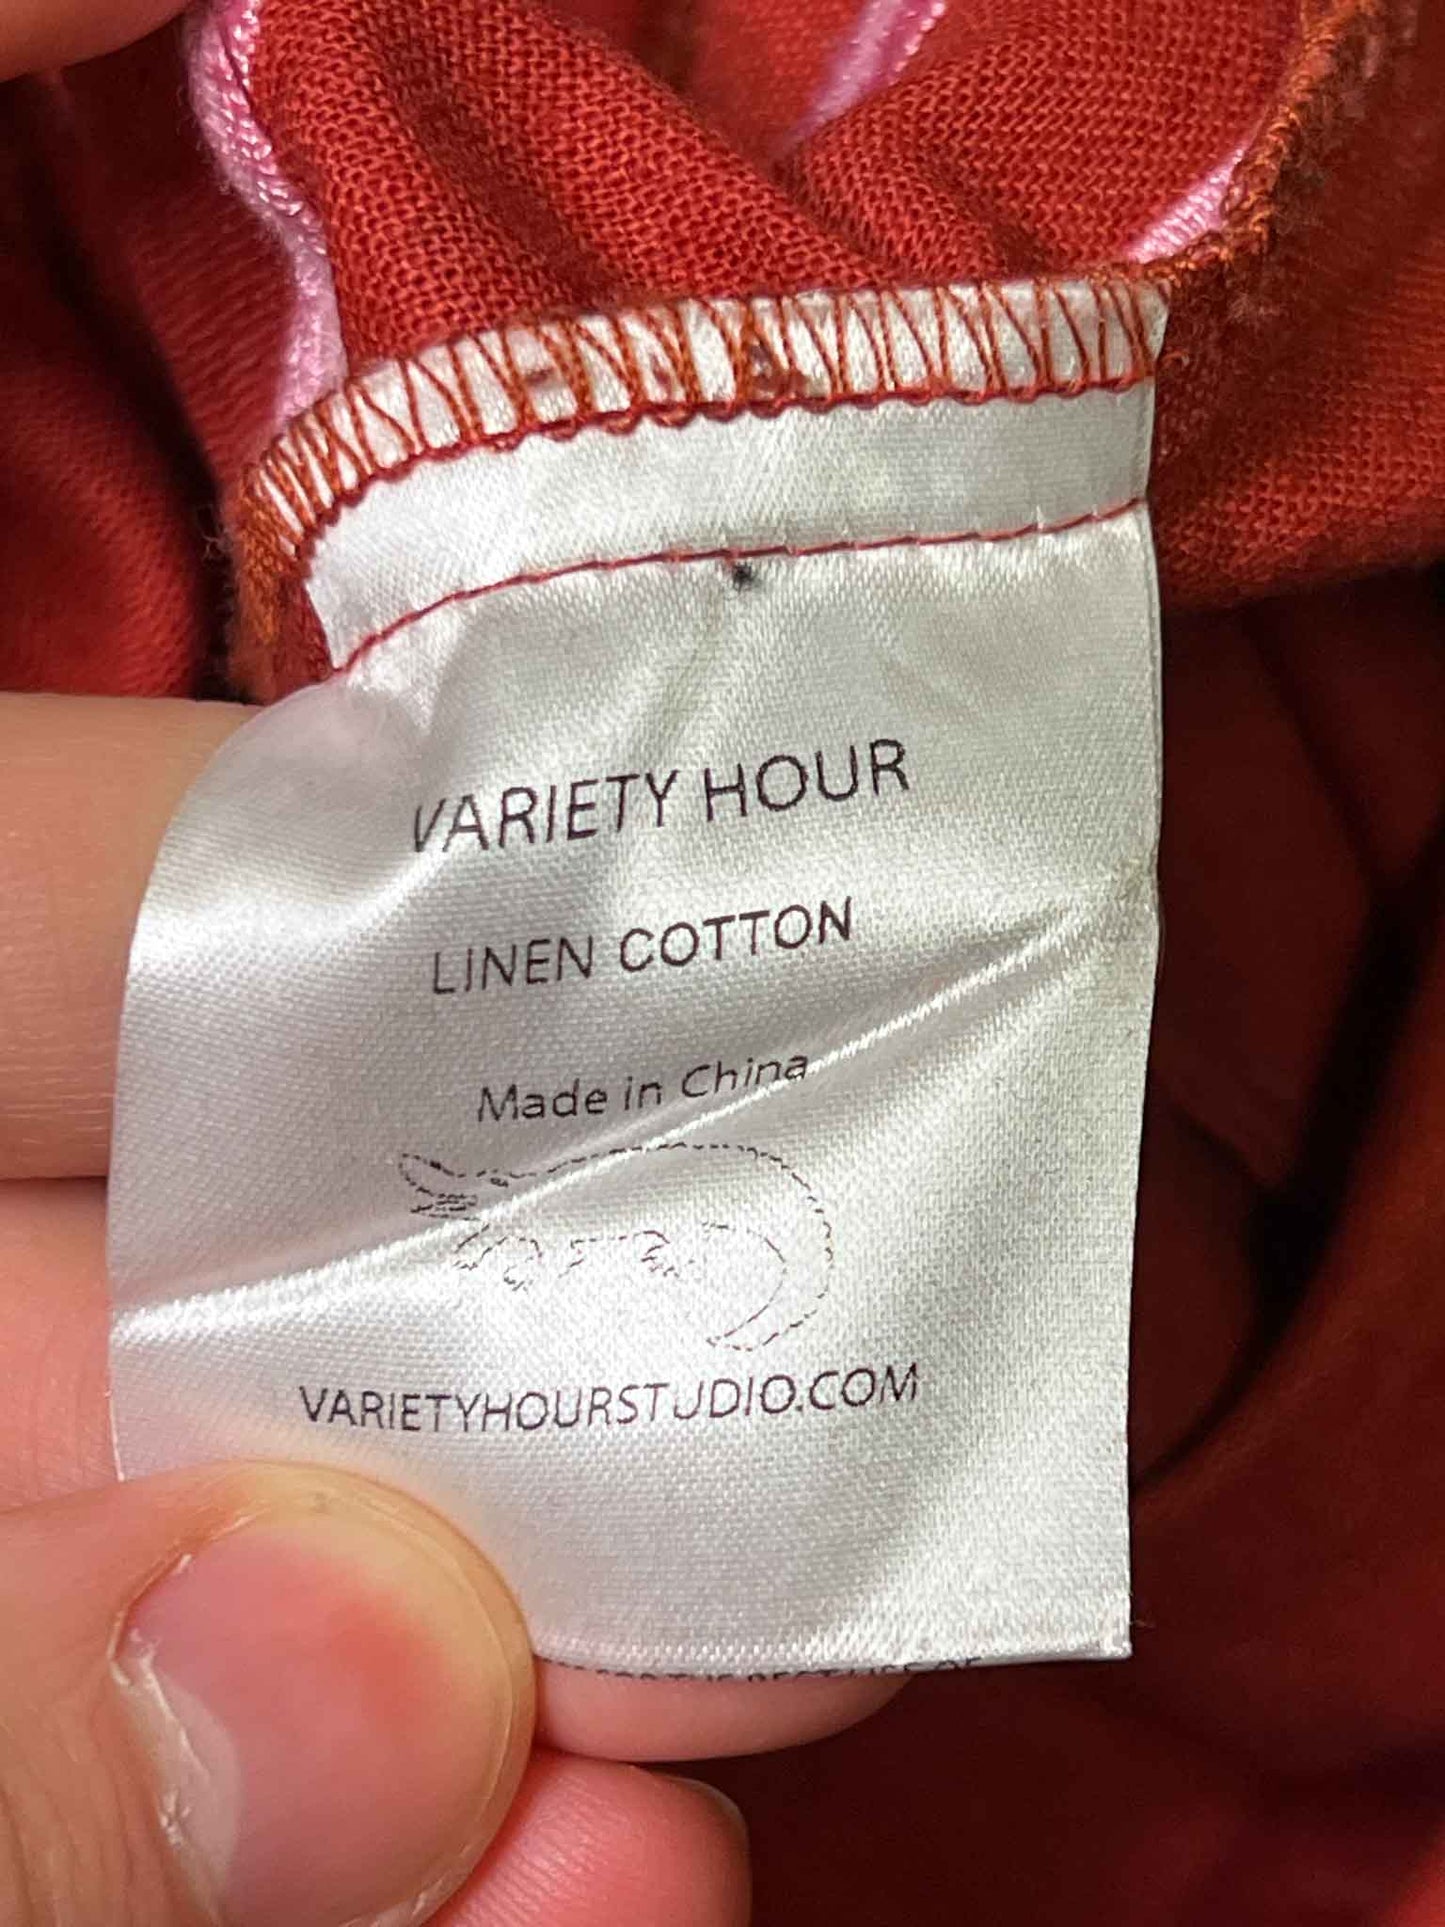 VARIETY HOUR
LINEN COTTON
Made in China
VARIETYHOURSTUDIO.COM